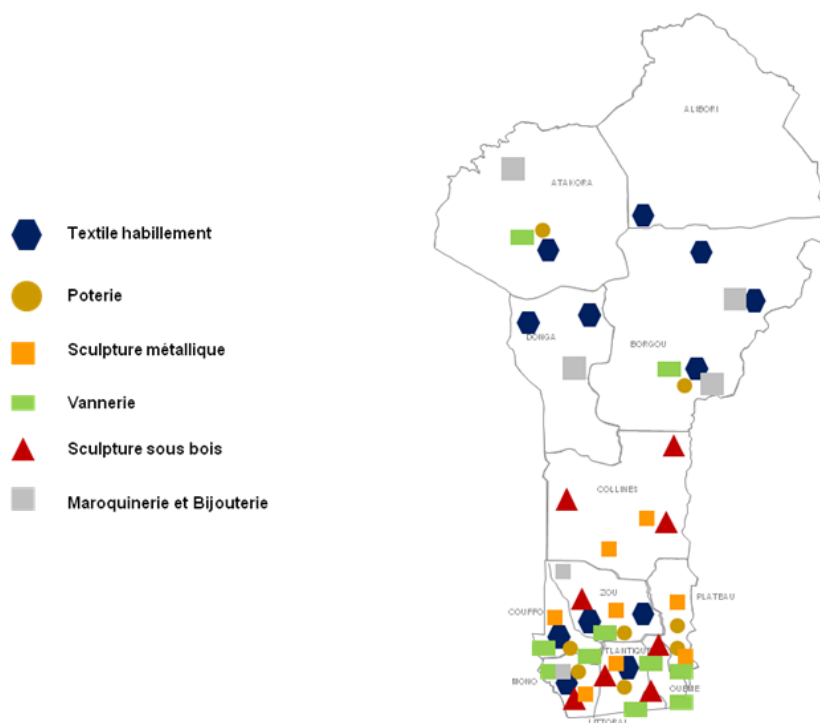 ALIBORI
ATAKORA
Textile habillement
Poterie
DONGA
BORGOU
Sculpture métallique
Vannerie
Sculpture sous bois
COLLINES
Maroquinerie et Bijouterie
ZOU
PLATEAU
COUFFO
TLANTIQUE
MONO
OUEME
LITTORAL